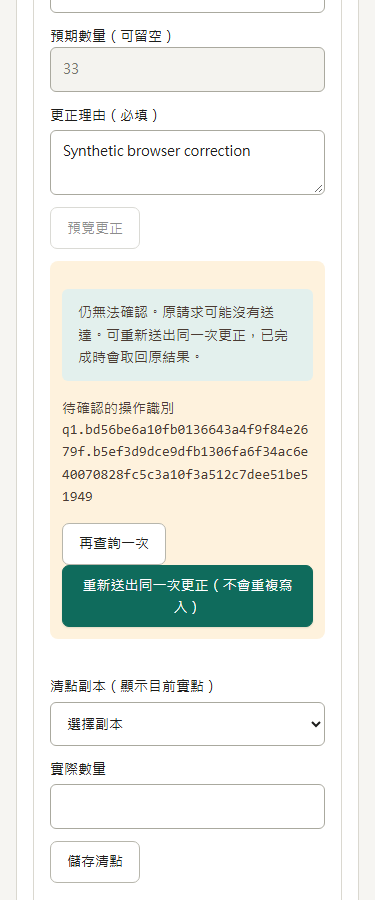 預期數量（可留空）
33
更正理由（必填）
Synthetic browser correction
預覽更正
仍無法確認。原請求可能沒有送
達。可重新送出同一次更正，已完
成時會取回原結果。
待確認的操作識別
q1.bd56be6a10fb0136643a4f9f84e26
79f.b5ef3d9dce9dfb1306fa6f34ac6e
40070828fc5c3a10f3a512c7dee51be5
1949
再查詢一次
重新送出同一次更正（不會重複寫
入）
清點副本（顯示目前實點）
選擇副本
實際數量
儲存清點